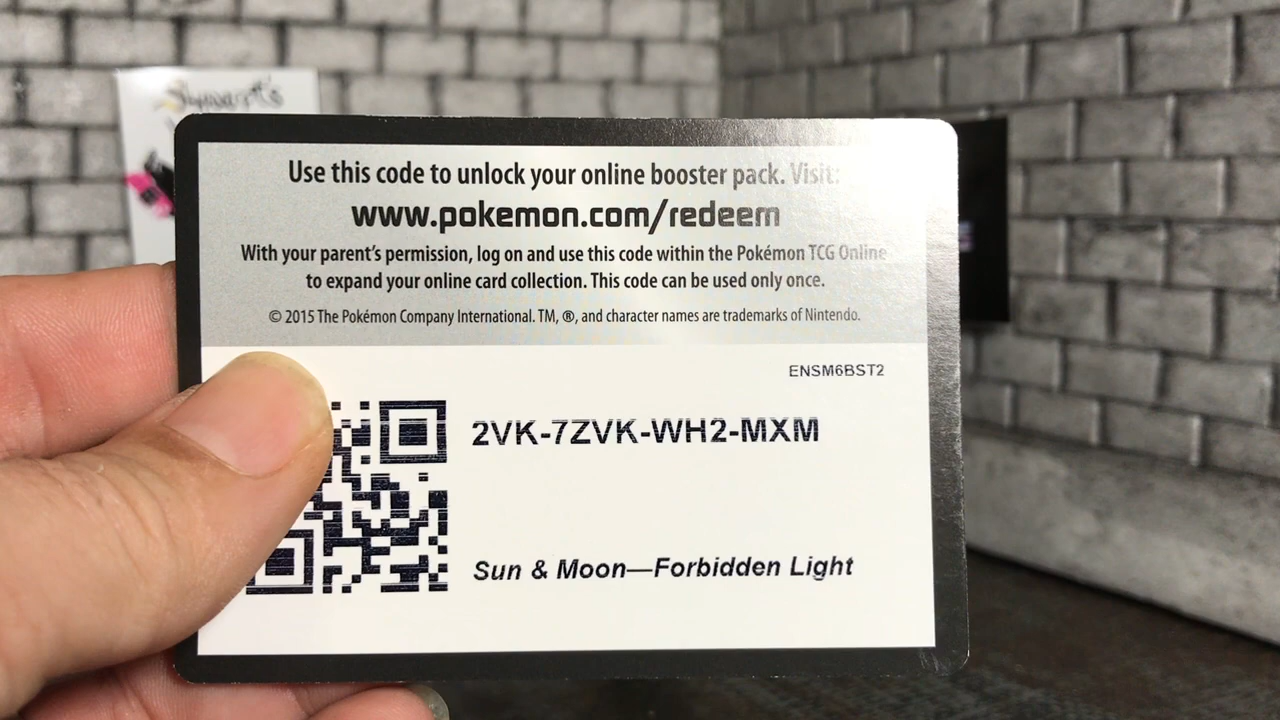 Stewart's
Use this code to unlock your online booster pack. Visit:
www.pokemon.com/redeem
With your parent's permission, log on and use this code within the Pokémon TCG Online
to expand your online card collection. This code can be used only once.
© 2015 The Pokémon Company International. TM, ®, and character names are trademarks of Nintendo.
ENSM6BST2
2VK-7ZVK-WH2-MXM
Sun & Moon—Forbidden Light